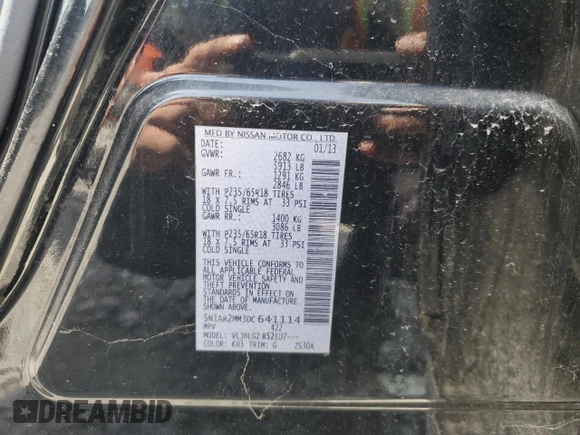 MFD BY NISSAN MOTOR CO., LTD.
DATE: 01/13
GVWR: 2682 KG
5913 LB
GAWR FR.: 1291 KG
2846 LB
WITH P235/65R18 TIRES
18 X 7.5 RIMS AT 33 PSI
COLD SINGLE
GAWR RR.: 1400 KG
3086 LB
WITH P235/65R18 TIRES
18 X 7.5 RIMS AT 33 PSI
COLD SINGLE
THIS VEHICLE CONFORMS TO
ALL APPLICABLE FEDERAL
MOTOR VEHICLE SAFETY AND
THEFT PREVENTION
STANDARDS IN EFFECT ON
THE DATE OF MANUFACTURE
SHOWN ABOVE.
5N1AR2MM3DC641114
MPV 422
MODEL:
COLOR: KH3 TRIM: G 2530A
DREAMBID